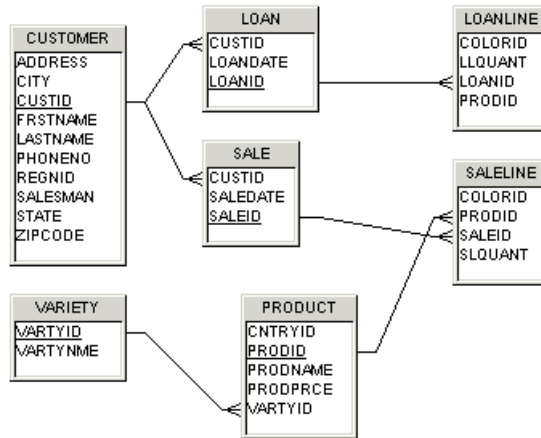 CUSTOMER
ADDRESS
CITY
CUSTID
FRSTNAME
LASTNAME
PHONENO
REGNID
SALESMAN
STATE
ZIPCODE
LOAN
CUSTID
LOANDATE
LOANID
LOANLINE
COLORID
LLQUANT
LOANID
PRODID
SALE
CUSTID
SALEDATE
SALEID
SALELINE
COLORID
PRODID
SALEID
SLQUANT
VARIETY
VARTYID
VARTYNME
PRODUCT
CNTRYID
PRODID
PRODNAME
PRODPRCE
VARTYID